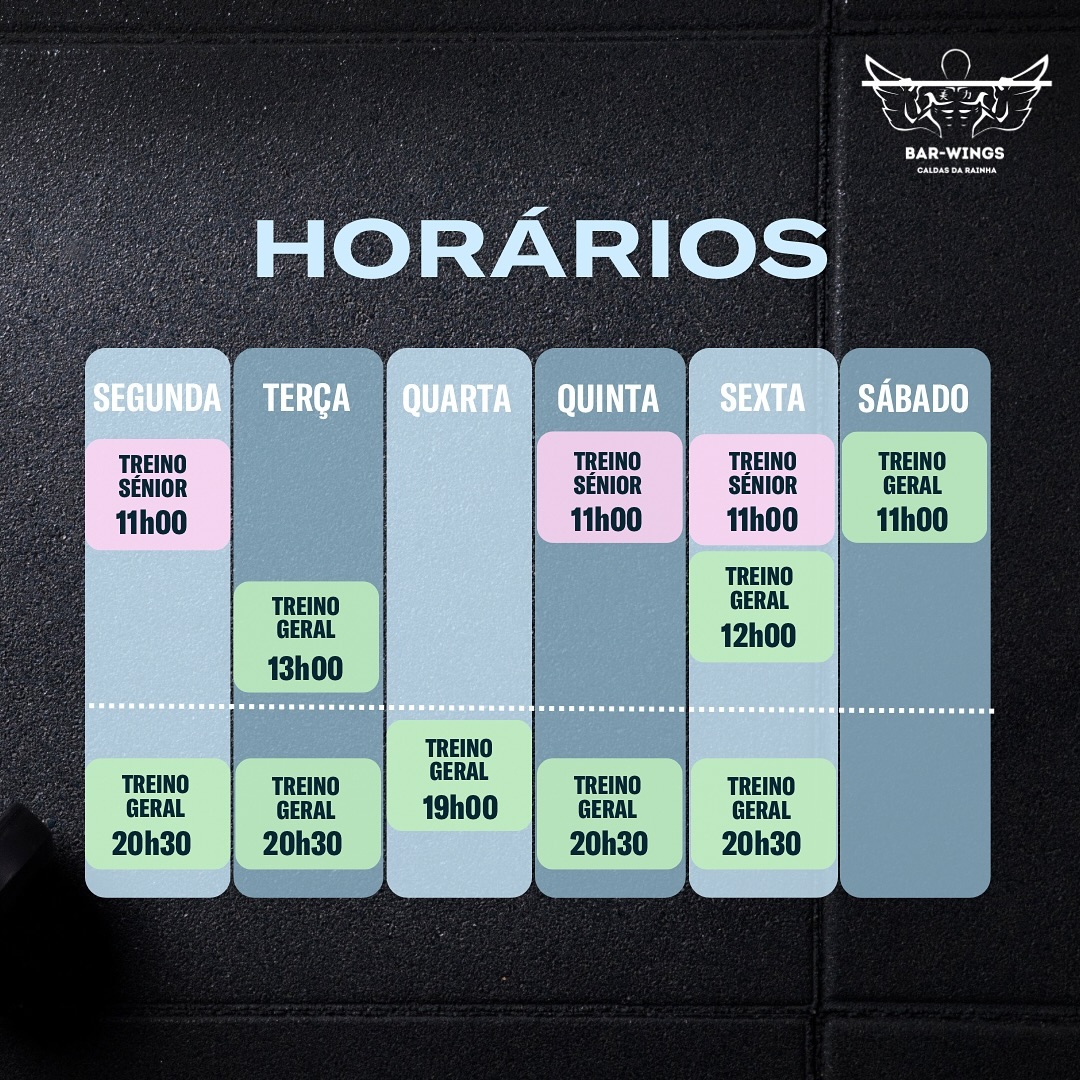 BAR-WINGS
CALDAS DA RAINHA
HORÁRIOS
SEGUNDA
TREINO
SÉNIOR
11h00
TREINO
GERAL
20h30
TERÇA
TREINO
GERAL
13h00
TREINO
GERAL
20h30
QUARTA
TREINO
GERAL
19h00
QUINTA
TREINO
SÉNIOR
11h00
TREINO
GERAL
20h30
SEXTA
TREINO
SÉNIOR
11h00
TREINO
GERAL
12h00
TREINO
GERAL
20h30
SÁBADO
TREINO
GERAL
11h00